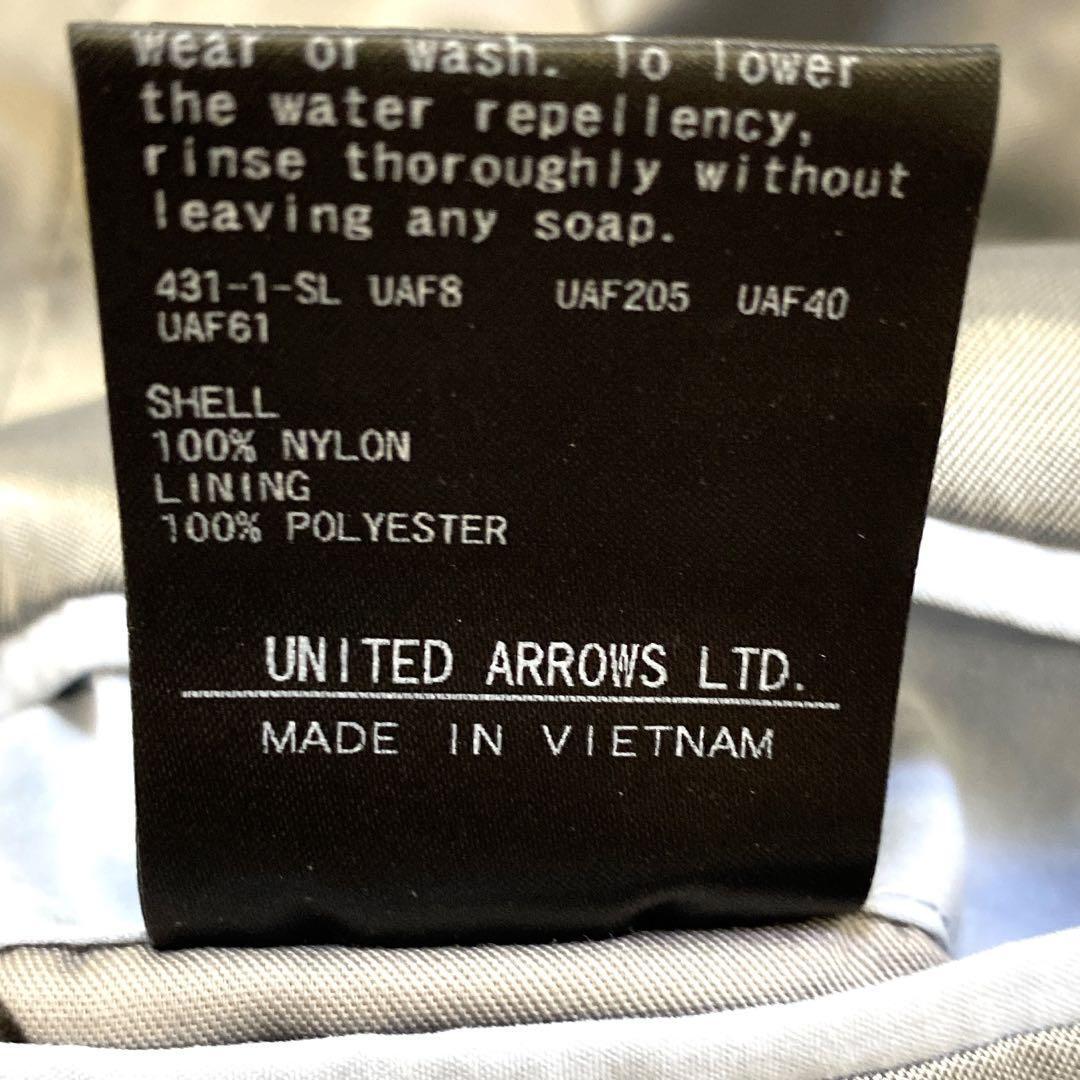 wear or wash. To lower
the water repellency,
rinse thoroughly without
leaving any soap.
431-1-SL UAF8 UAF205 UAF40
UAF61
SHELL
100% NYLON
LINING
100% POLYESTER
UNITED ARROWS LTD.
MADE IN VIETNAM